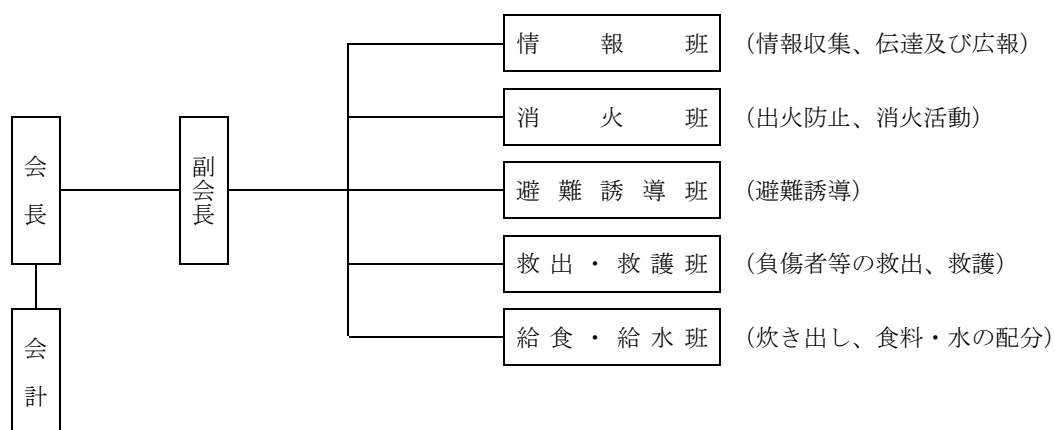 情報班 (情報収集、伝達及び広報)
消火班 (出火防止、消火活動)
会長
副会長
避難誘導班 (避難誘導)
救出・救護班 (負傷者等の救出、救護)
会計
給食・給水班 (炊き出し、食料・水の配分)